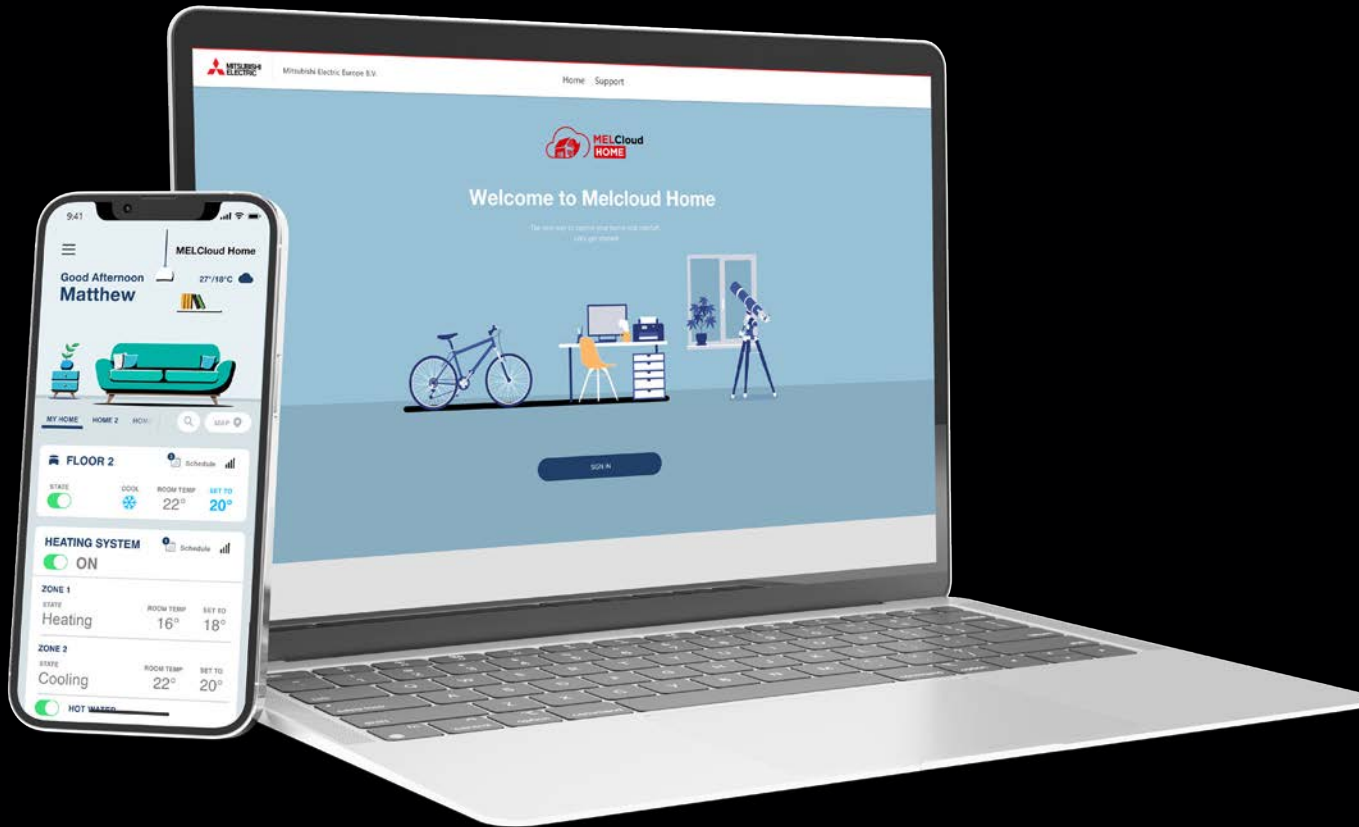 MITSUBISHI
ELECTRIC
Mitsubishi Electric Europe B.V.
Home Support
MELCloud
HOME
Welcome to Melcloud Home
SIGN IN
9:41
MELCloud Home
Good Afternoon
27°/18°C
Matthew
MY HOME HOME 2 MAP
FLOOR 2
Schedule
STATE COOL ROOM TEMP SET TO
22° 20°
HEATING SYSTEM
Schedule
ON
ZONE 1
STATE ROOM TEMP SET TO
Heating 16° 18°
ZONE 2
STATE ROOM TEMP SET TO
Cooling 22° 20°
HOT WATER